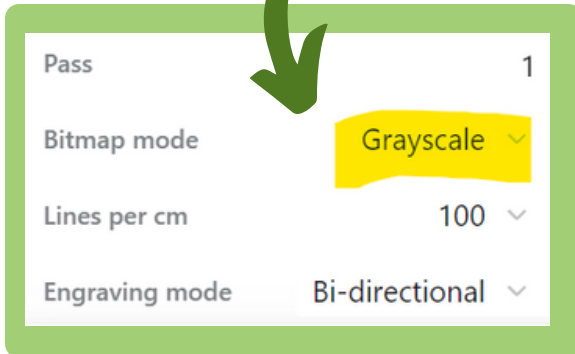 Pass 1
Bitmap mode Grayscale
Lines per cm 100
Engraving mode Bi-directional